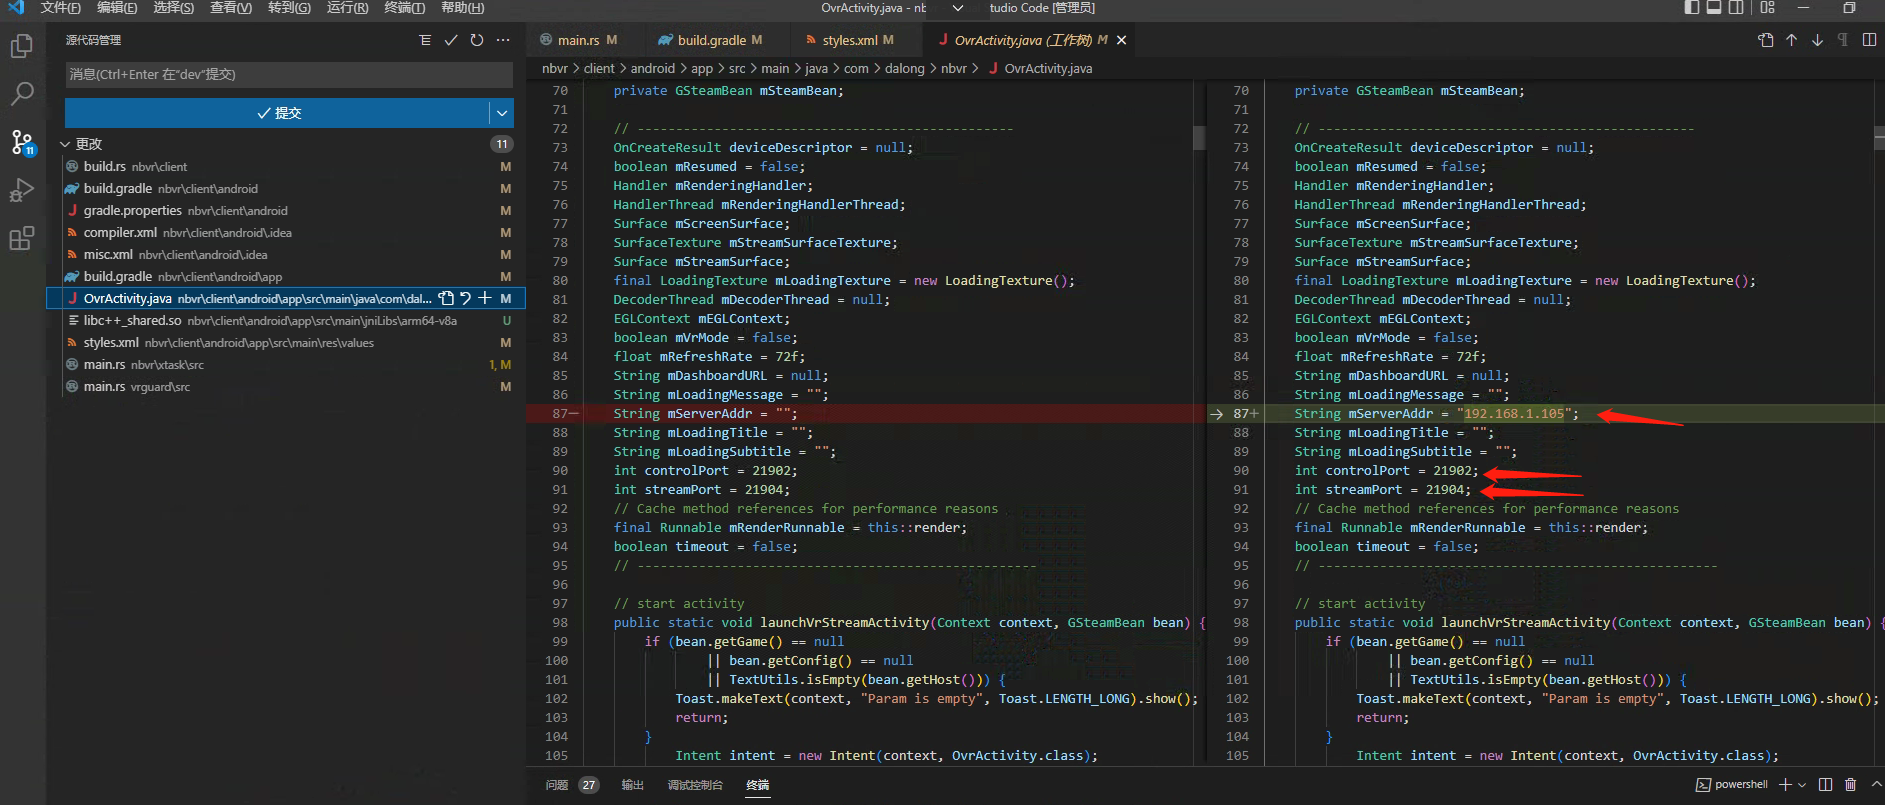 文件(F) 编辑(E) 选择(S) 查看(V) 转到(G) 运行(R) 终端(T) 帮助(H)
OvrActivity.java - nb
tudio Code [管理员]
源代码管理
消息(Ctrl+Enter 在"dev"提交)
提交
更改 11
11
build.rs nbvr\client M
build.gradle nbvr\client\android M
gradle.properties nbvr\client\android M
compiler.xml nbvr\client\android\.idea M
misc.xml nbvr\client\android\.idea M
build.gradle nbvr\client\android\app M
OvrActivity.java nbvr\client\android\app\src\main\java\com\dal... M
libc++_shared.so nbvr\client\android\app\src\main\jniLibs\arm64-v8a U
styles.xml nbvr\client\android\app\src\main\res\values M
main.rs nbvr\xtask\src 1, M
main.rs vrguard\src M
main.rs M
build.gradle M
styles.xml M
OvrActivity.java (工作树) M
nbvr > client > android > app > src > main > java > com > dalong > nbvr > OvrActivity.java
70 private GSteamBean mSteamBean;
71
72 // -------------------------------------------------
73 OnCreateResult deviceDescriptor = null;
74 boolean mResumed = false;
75 Handler mRenderingHandler;
76 HandlerThread mRenderingHandlerThread;
77 Surface mScreenSurface;
78 SurfaceTexture mStreamSurfaceTexture;
79 Surface mStreamSurface;
80 final LoadingTexture mLoadingTexture = new LoadingTexture();
81 DecoderThread mDecoderThread = null;
82 EGLContext mEGLContext;
83 boolean mVrMode = false;
84 float mRefreshRate = 72f;
85 String mDashboardURL = null;
86 String mLoadingMessage = "";
87− String mServerAddr = "";
88 String mLoadingTitle = "";
89 String mLoadingSubtitle = "";
90 int controlPort = 21902;
91 int streamPort = 21904;
92 // Cache method references for performance reasons
93 final Runnable mRenderRunnable = this::render;
94 boolean timeout = false;
95 // ----------------------------------------------------
96
97 // start activity
98 public static void launchVrStreamActivity(Context context, GSteamBean bean) {
99 if (bean.getGame() == null
100 || bean.getConfig() == null
101 || TextUtils.isEmpty(bean.getHost())) {
102 Toast.makeText(context, "Param is empty", Toast.LENGTH_LONG).show();
103 return;
104 }
105 Intent intent = new Intent(context, OvrActivity.class);
70 private GSteamBean mSteamBean;
71
72 // -------------------------------------------------
73 OnCreateResult deviceDescriptor = null;
74 boolean mResumed = false;
75 Handler mRenderingHandler;
76 HandlerThread mRenderingHandlerThread;
77 Surface mScreenSurface;
78 SurfaceTexture mStreamSurfaceTexture;
79 Surface mStreamSurface;
80 final LoadingTexture mLoadingTexture = new LoadingTexture();
81 DecoderThread mDecoderThread = null;
82 EGLContext mEGLContext;
83 boolean mVrMode = false;
84 float mRefreshRate = 72f;
85 String mDashboardURL = null;
86 String mLoadingMessage = "";
87+ String mServerAddr = "192.168.1.105";
88 String mLoadingTitle = "";
89 String mLoadingSubtitle = "";
90 int controlPort = 21902;
91 int streamPort = 21904;
92 // Cache method references for performance reasons
93 final Runnable mRenderRunnable = this::render;
94 boolean timeout = false;
95 // ----------------------------------------------------
96
97 // start activity
98 public static void launchVrStreamActivity(Context context, GSteamBean bean) {
99 if (bean.getGame() == null
100 || bean.getConfig() == null
101 || TextUtils.isEmpty(bean.getHost())) {
102 Toast.makeText(context, "Param is empty", Toast.LENGTH_LONG).show();
103 return;
104 }
105 Intent intent = new Intent(context, OvrActivity.class);
问题 27 输出 调试控制台 终端
powershell